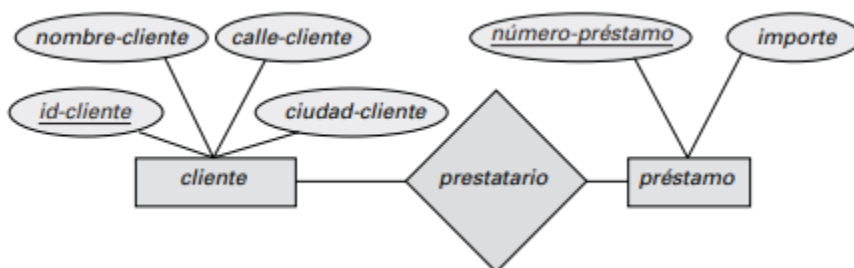 nombre-cliente
calle-cliente
número-préstamo
importe
id-cliente
ciudad-cliente
cliente
prestatario
préstamo